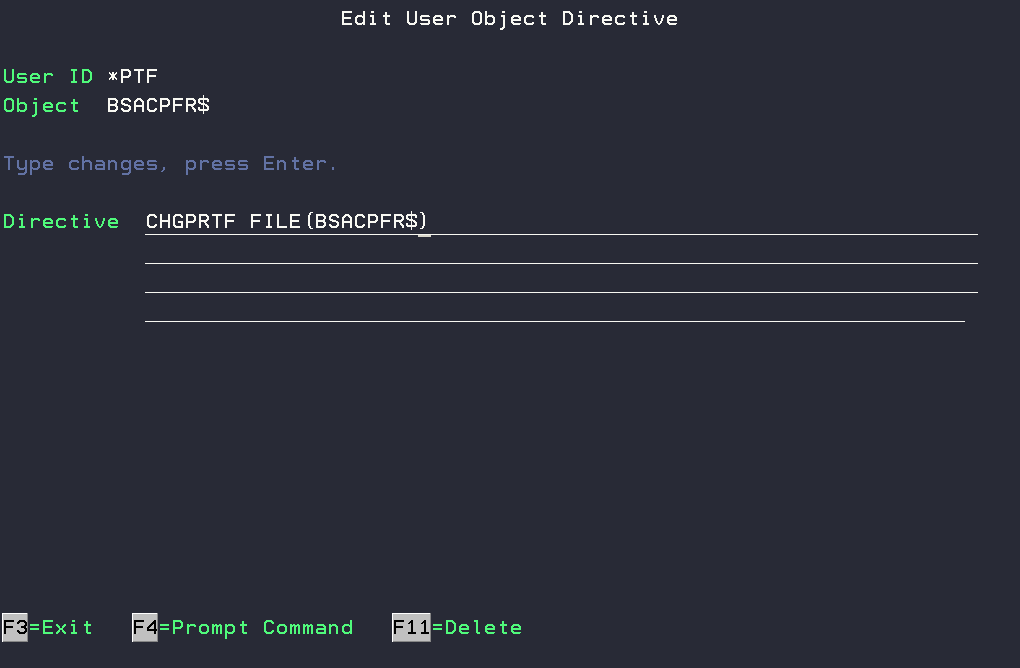 Edit User Object Directive
User ID *PTF
Object BSACPFR$
Type changes, press Enter.
Directive CHGPRTF FILE(BSACPFR$)
F3=Exit F4=Prompt Command F11=Delete